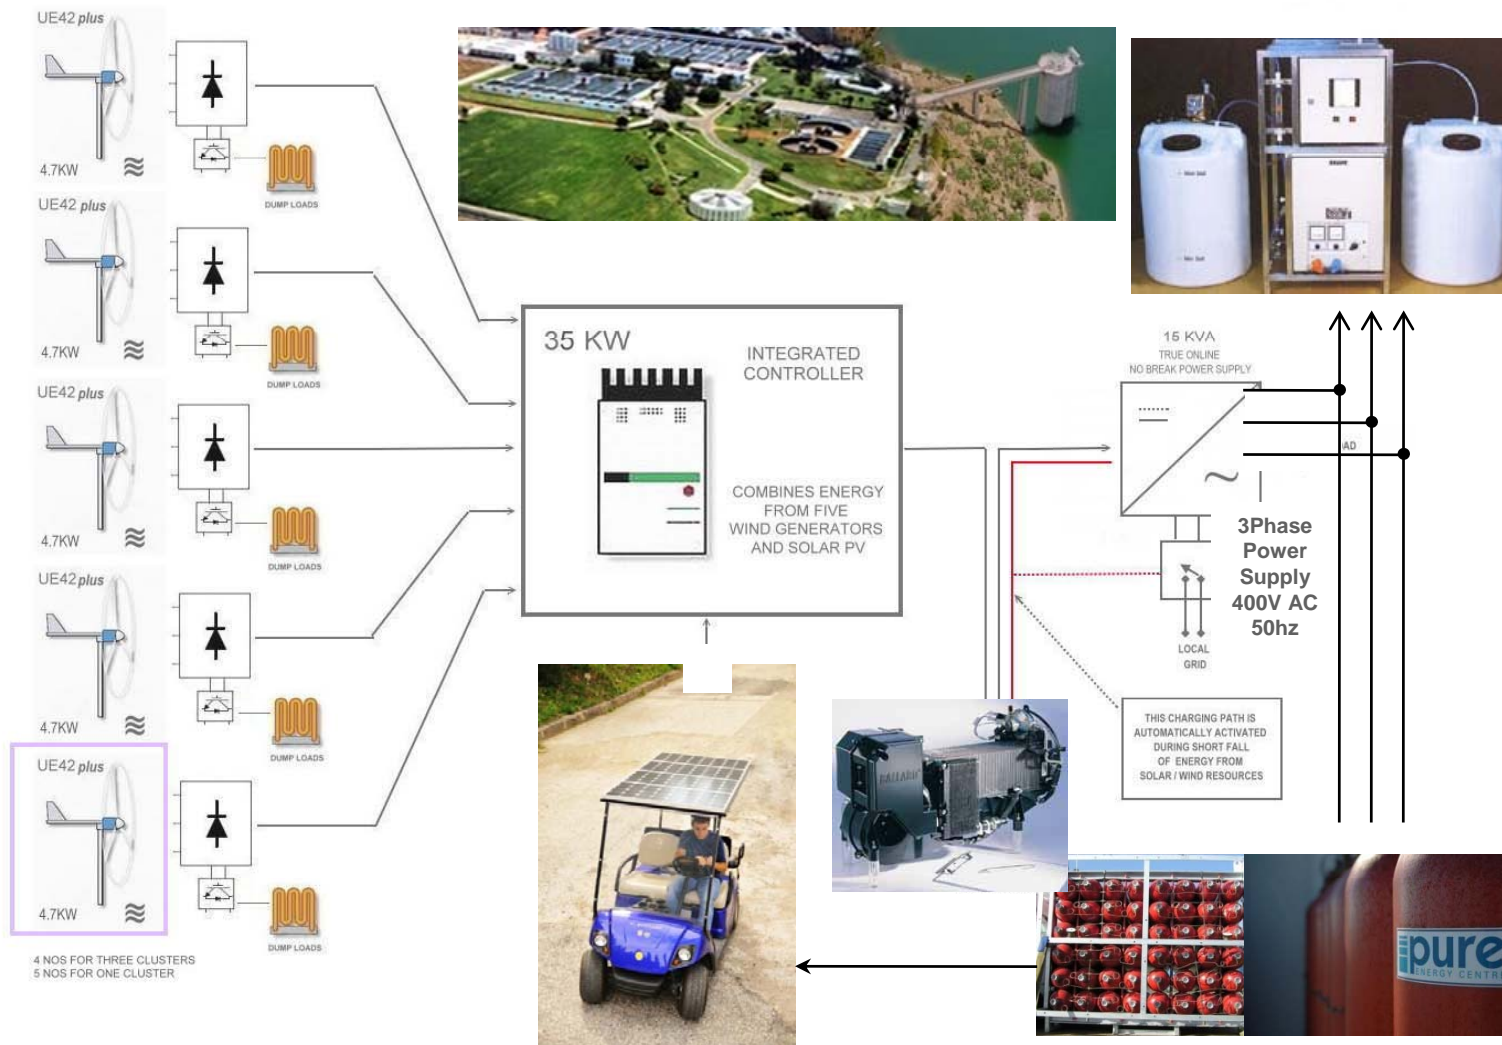 UE42 plus
4.7KW
DUMP LOADS
UE42 plus
4.7KW
DUMP LOADS
UE42 plus
4.7KW
DUMP LOADS
UE42 plus
4.7KW
DUMP LOADS
UE42 plus
4.7KW
DUMP LOADS
4 NOS FOR THREE CLUSTERS
5 NOS FOR ONE CLUSTER
35 KW
INTEGRATED
CONTROLLER
COMBINES ENERGY
FROM FIVE
WIND GENERATORS
AND SOLAR PV
15 KVA
TRUE ONLINE
NO BREAK POWER SUPPLY
AD
3Phase
Power
Supply
400V AC
50hz
LOCAL
GRID
THIS CHARGING PATH IS
AUTOMATICALLY ACTIVATED
DURING SHORT FALL
OF ENERGY FROM
SOLAR / WIND RESOURCES
BALLARD
pure
ENERGY CENTR